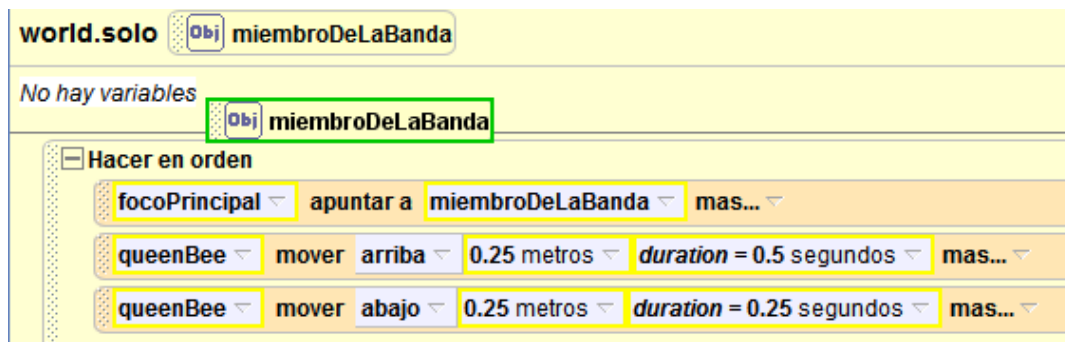 world.solo Obj miembroDeLaBanda
No hay variables
Obj miembroDeLaBanda
Hacer en orden
focoPrincipal apuntar a miembroDeLaBanda mas...
queenBee mover arriba 0.25 metros duration = 0.5 segundos mas...
queenBee mover abajo 0.25 metros duration = 0.25 segundos mas...